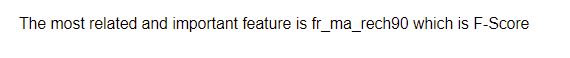 The most related and important feature is fr_ma_rech90 which is F-Score